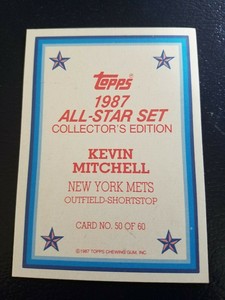 Topps
1987
ALL-STAR SET
COLLECTOR'S EDITION
KEVIN
MITCHELL
NEW YORK METS
OUTFIELD-SHORTSTOP
CARD NO. 50 OF 60
©1987 TOPPS CHEWING GUM, INC.